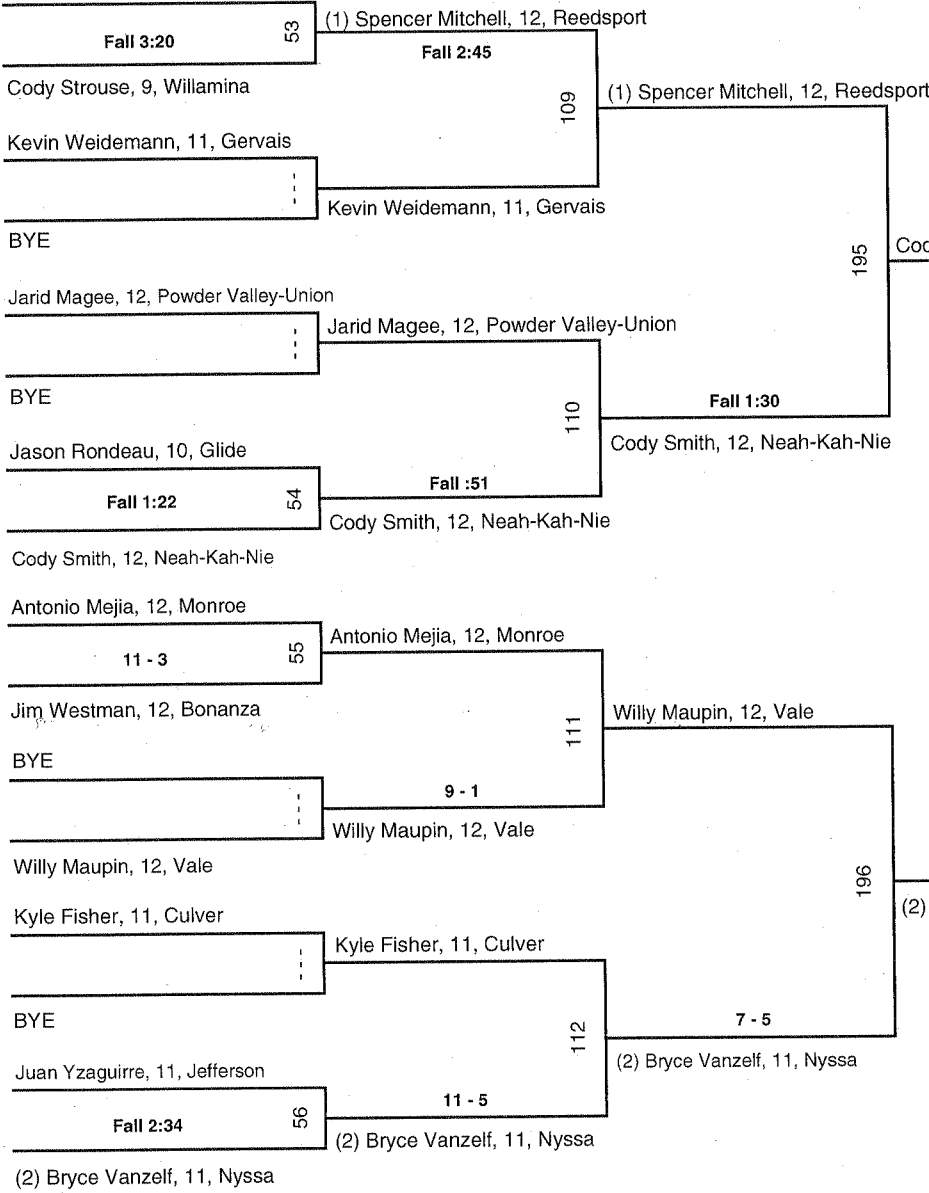 (1) Spencer Mitchell, 12, Reedsport
Fall 3:20
53
Fall 2:45
Cody Strouse, 9, Willamina
109
(1) Spencer Mitchell, 12, Reedsport
Kevin Weidemann, 11, Gervais
Kevin Weidemann, 11, Gervais
BYE
195
Jarid Magee, 12, Powder Valley-Union
Jarid Magee, 12, Powder Valley-Union
BYE
110
Fall 1:30
Cody Smith, 12, Neah-Kah-Nie
Jason Rondeau, 10, Glide
Fall 1:22
54
Fall :51
Cody Smith, 12, Neah-Kah-Nie
Cody Smith, 12, Neah-Kah-Nie
Antonio Mejia, 12, Monroe
Antonio Mejia, 12, Monroe
11 - 3
55
Jim Westman, 12, Bonanza
111
Willy Maupin, 12, Vale
BYE
9 - 1
Willy Maupin, 12, Vale
Willy Maupin, 12, Vale
196
(2)
Kyle Fisher, 11, Culver
Kyle Fisher, 11, Culver
BYE
112
7 - 5
(2) Bryce Vanzelf, 11, Nyssa
Juan Yzaguirre, 11, Jefferson
Fall 2:34
56
11 - 5
(2) Bryce Vanzelf, 11, Nyssa
(2) Bryce Vanzelf, 11, Nyssa